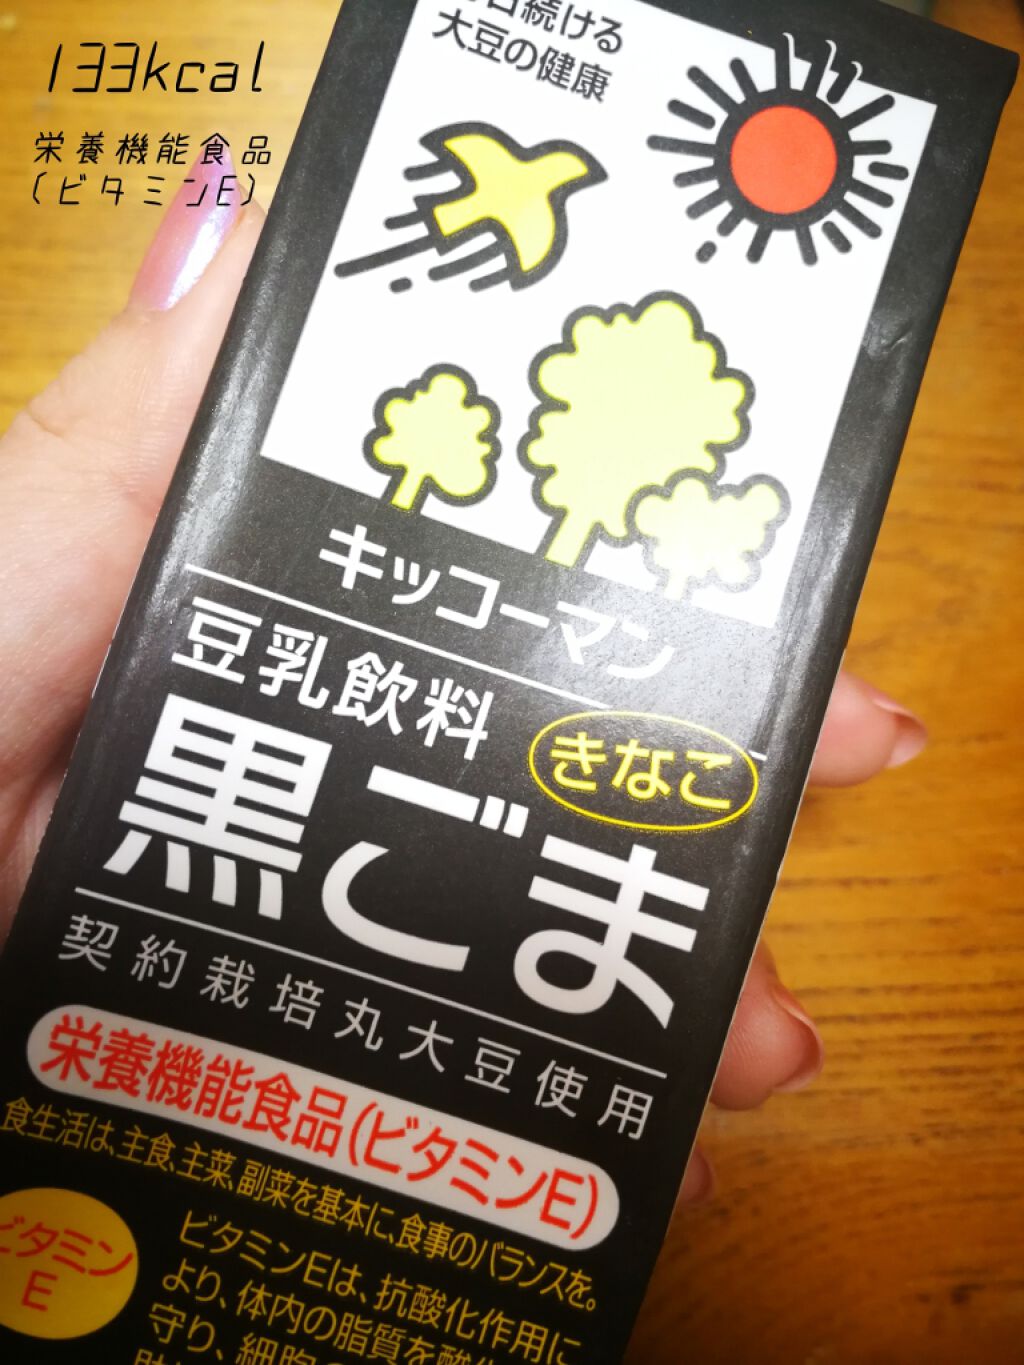 133kcal
栄養機能食品
(ビタミンE)
続ける
大豆の健康
キッコーマン
豆乳飲料
きなこ
黒ごま
契約栽培丸大豆使用
栄養機能食品(ビタミンE)
食生活は、主食、主菜、副菜を基本に、食事のバランスを。
ビタミン
E
ビタミンEは、抗酸化作用に
より、体内の脂質を酸
守り、細胞